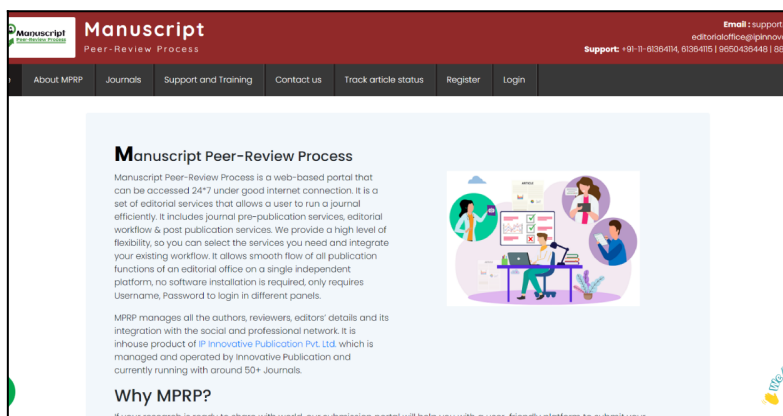 Manuscript
Peer-Review Process
Manuscript
Peer-Review Process
Email : support
editorialoffice@ipinnov
Support: +91-11-61364114, 61364115 | 9650436448 | 88
About MPRP Journals Support and Training Contact us Track article status Register Login
Manuscript Peer-Review Process
Manuscript Peer-Review Process is a web-based portal that
can be accessed 24*7 under good internet connection. It is a
set of editorial services that allows a user to run a journal
efficiently. It includes journal pre-publication services, editorial
workflow & post publication services. We provide a high level of
flexibility, so you can select the services you need and integrate
your existing workflow. It allows smooth flow of all publication
functions of an editorial office on a single independent
platform, no software installation is required, only requires
Username, Password to login in different panels.
ARTICLE
MPRP manages all the authors, reviewers, editors' details and its
integration with the social and professional network. It is
inhouse product of IP Innovative Publication Pvt. Ltd. which is
managed and operated by Innovative Publication and
currently running with around 50+ Journals.
Why MPRP?